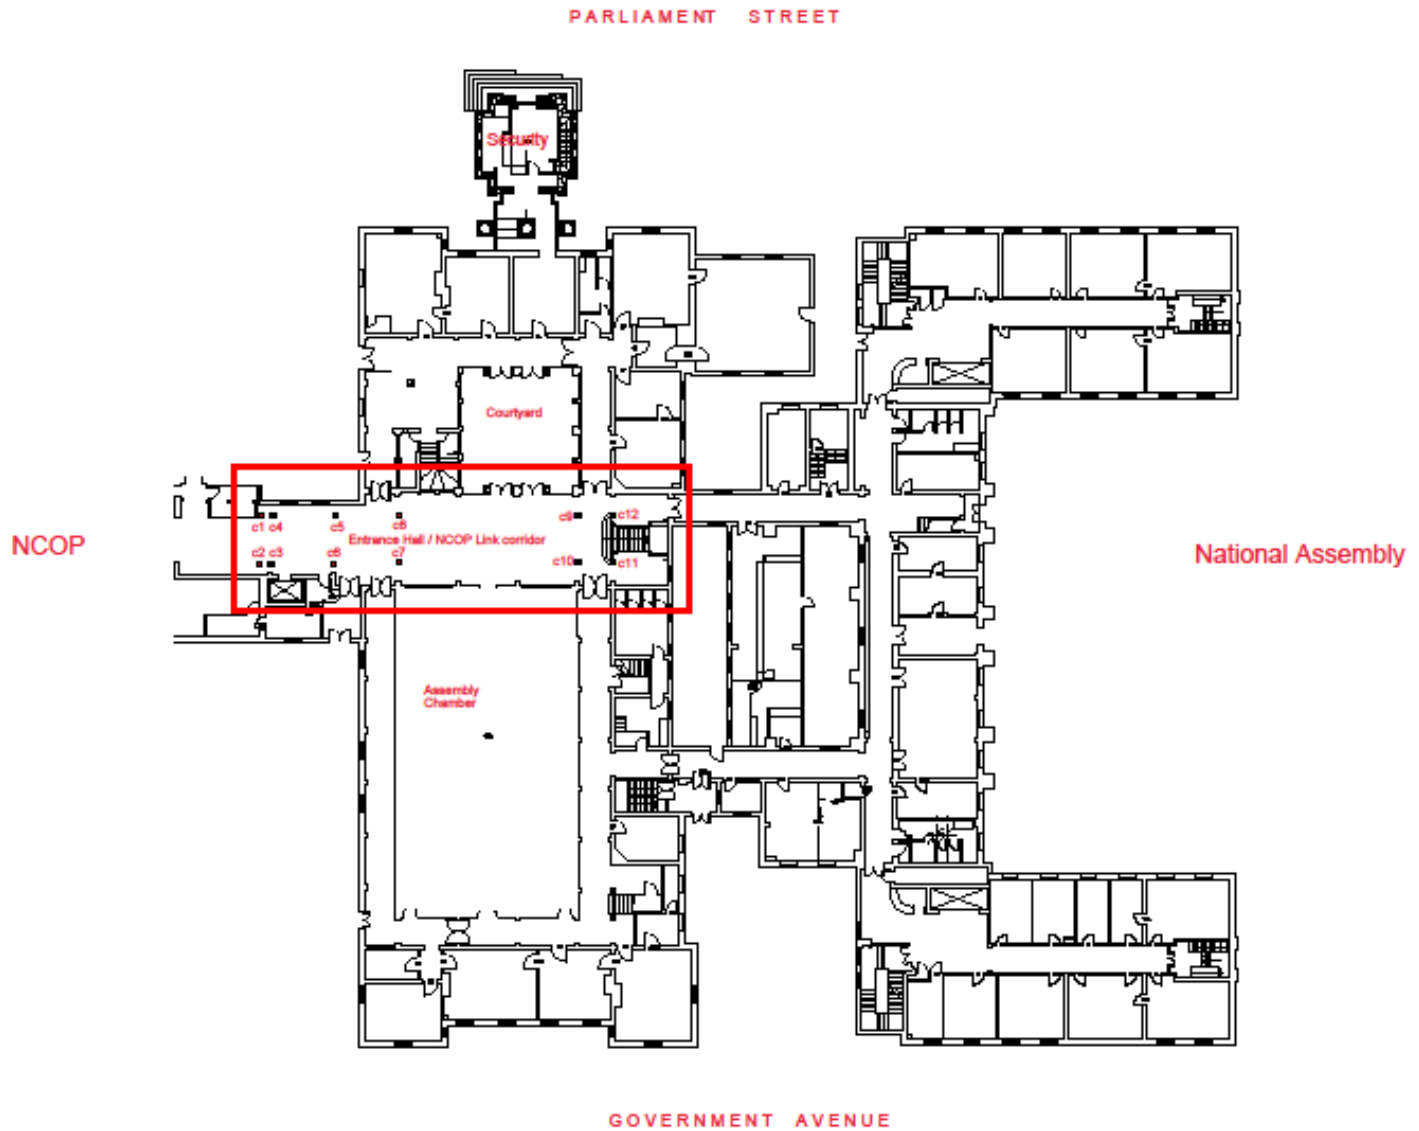 PARLIAMENT STREET
Security
Courtyard
c1 c4 c5 c8 c9 c12
NCOP
Entrance Hall / NCOP Link corridor
National Assembly
c2 c3 c6 c7 c10 c11
Assembly
Chamber
GOVERNMENT AVENUE